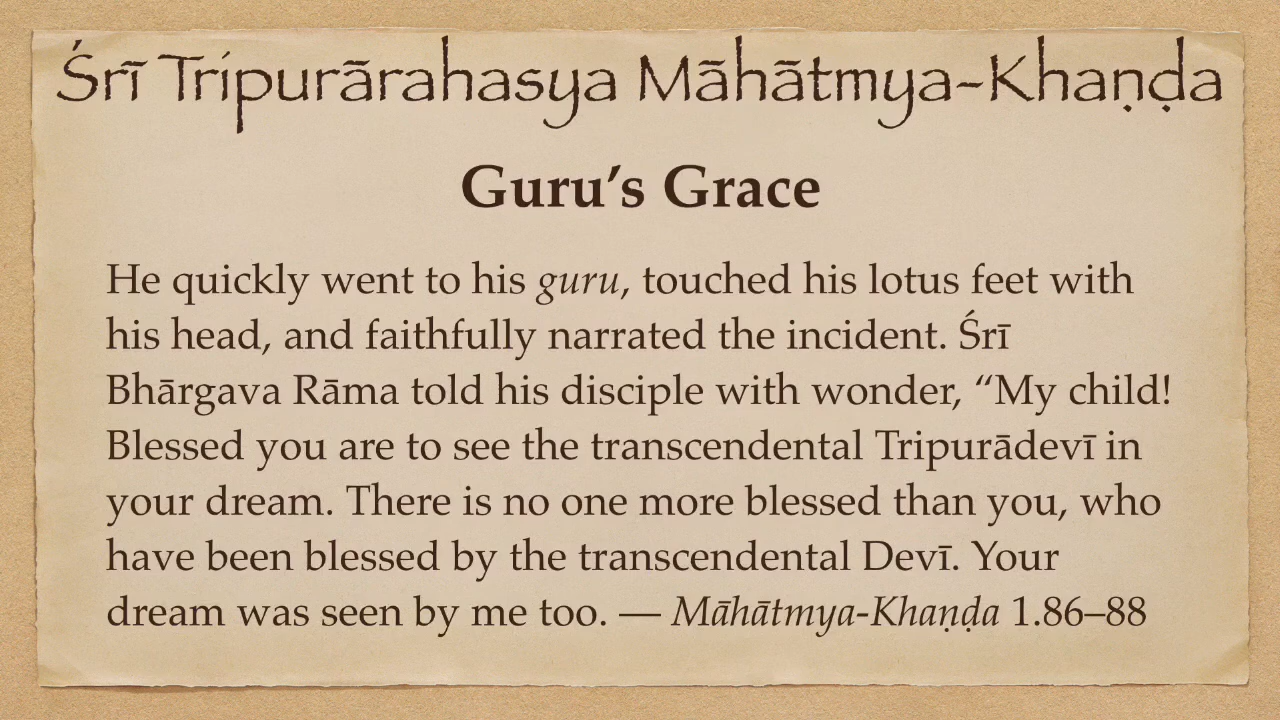 Śrī Tripurārahasya Māhātmya-Khaṇḍa
Guru’s Grace
He quickly went to his guru, touched his lotus feet with
his head, and faithfully narrated the incident. Śrī
Bhārgava Rāma told his disciple with wonder, “My child!
Blessed you are to see the transcendental Tripurādevī in
your dream. There is no one more blessed than you, who
have been blessed by the transcendental Devī. Your
dream was seen by me too. — Māhātmya-Khaṇḍa 1.86–88